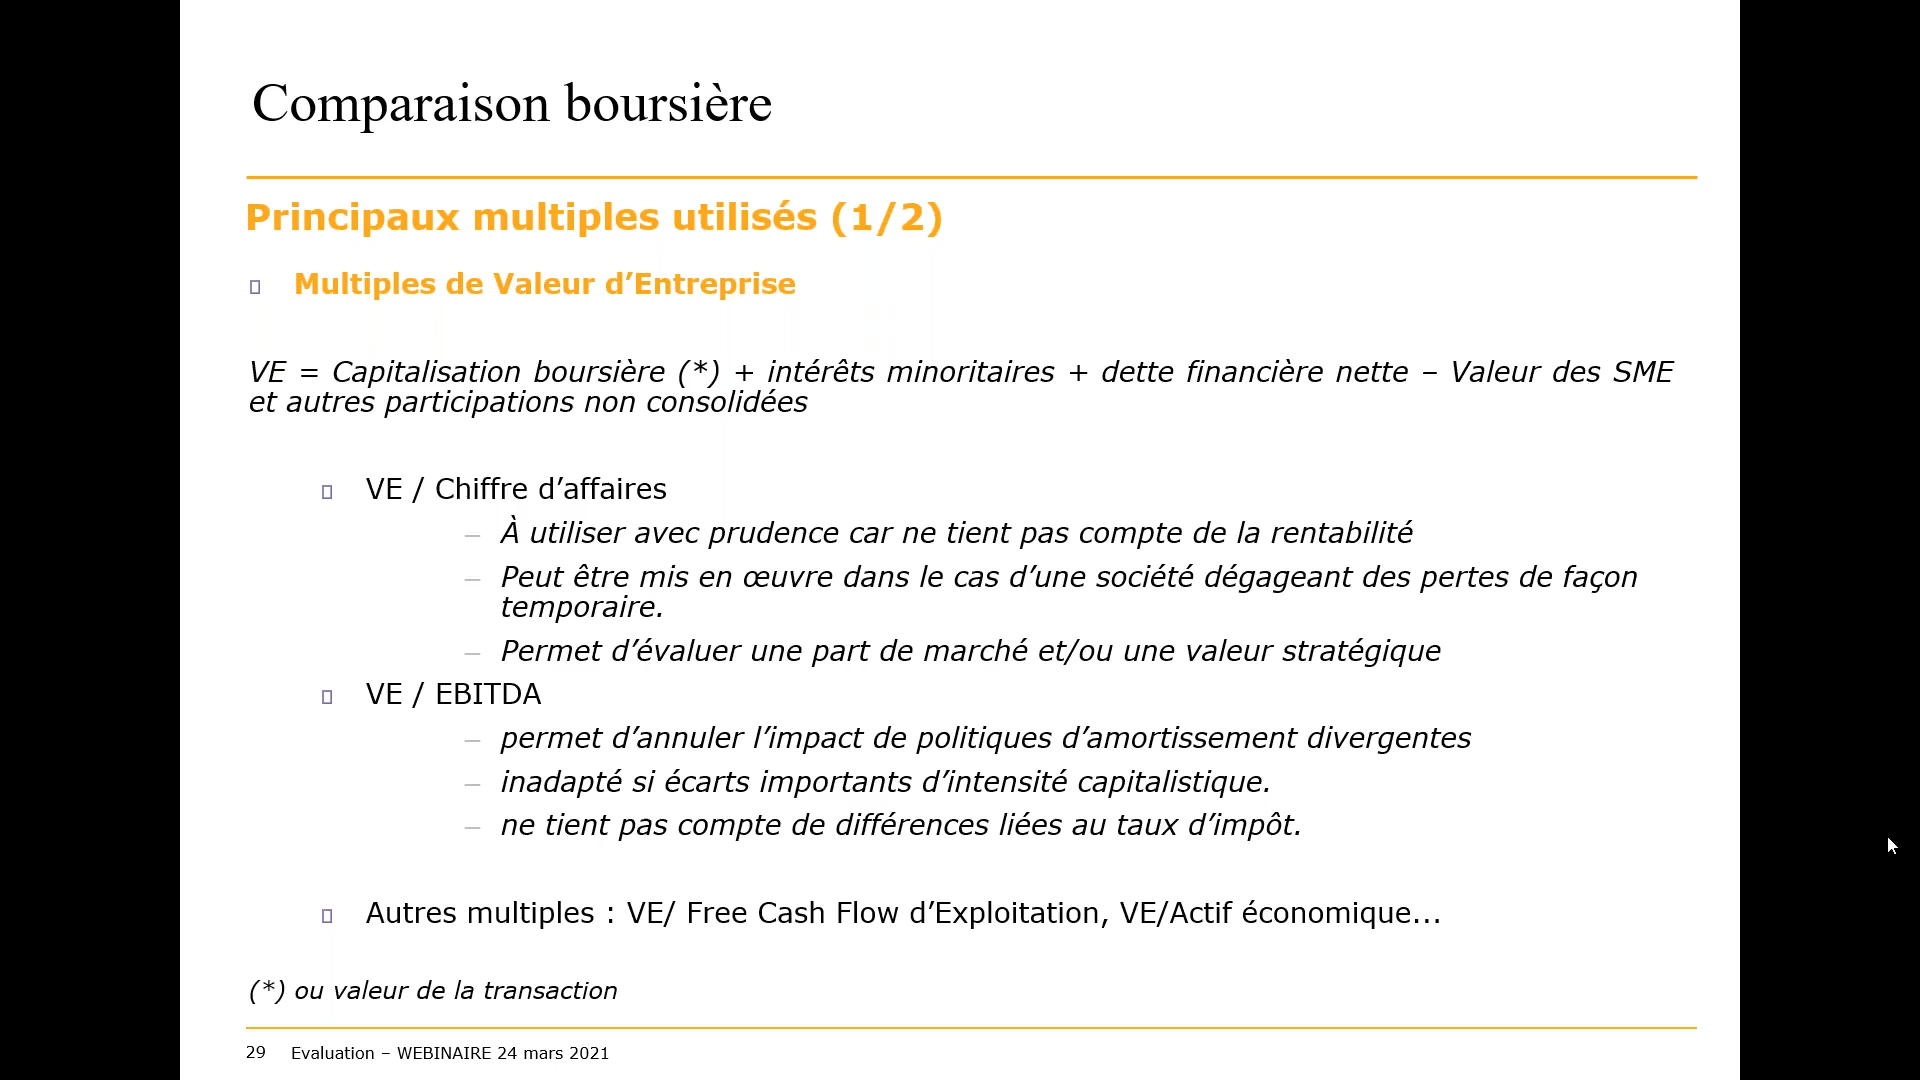 Comparaison boursière
Principaux multiples utilisés (1/2)
Multiples de Valeur d’Entreprise
VE = Capitalisation boursière (*) + intérêts minoritaires + dette financière nette – Valeur des SME
et autres participations non consolidées
VE / Chiffre d’affaires
– À utiliser avec prudence car ne tient pas compte de la rentabilité
– Peut être mis en œuvre dans le cas d’une société dégageant des pertes de façon
temporaire.
– Permet d’évaluer une part de marché et/ou une valeur stratégique
VE / EBITDA
– permet d’annuler l’impact de politiques d’amortissement divergentes
– inadapté si écarts importants d’intensité capitalistique.
– ne tient pas compte de différences liées au taux d’impôt.
Autres multiples : VE/ Free Cash Flow d’Exploitation, VE/Actif économique…
(*) ou valeur de la transaction
29 Evaluation – WEBINAIRE 24 mars 2021